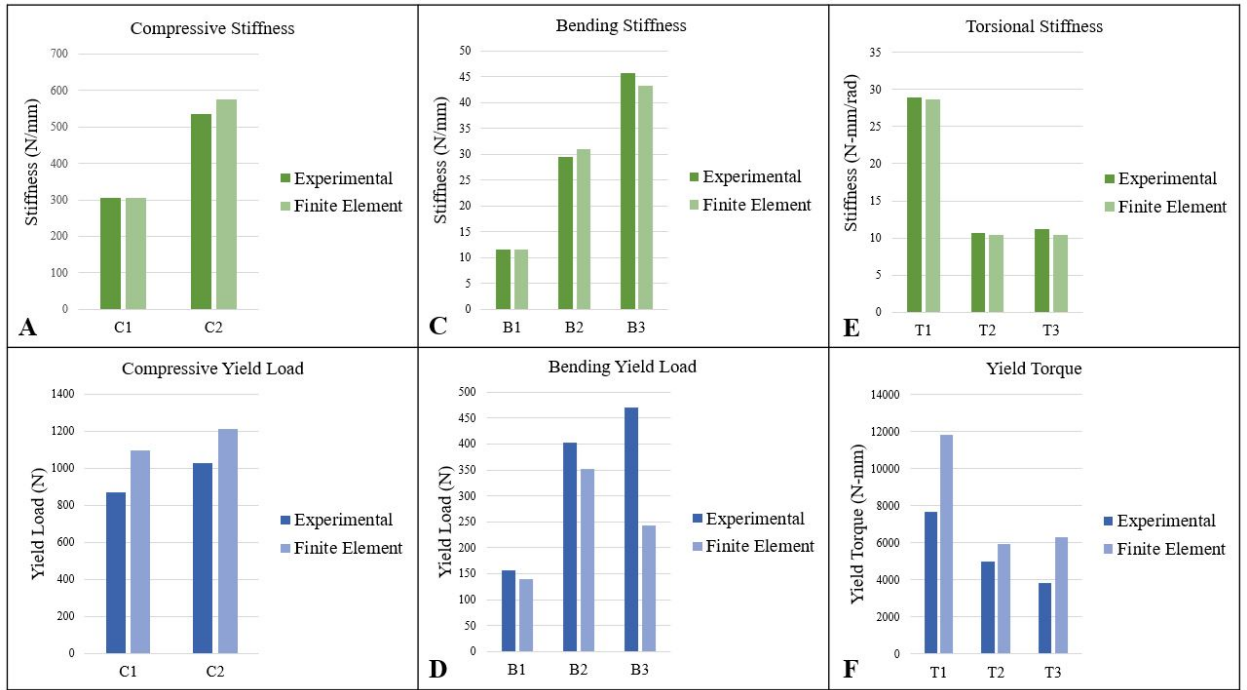 Compressive Stiffness
700
600
500
400
300
200
100
0
Stiffness (N/mm)
C1 C2
Experimental
Finite Element
A
Bending Stiffness
50
45
40
35
30
25
20
15
10
5
0
Stiffness (N/mm)
B1 B2 B3
Experimental
Finite Element
C
Torsional Stiffness
35
30
25
20
15
10
5
0
Stiffness (N-mm/rad)
T1 T2 T3
Experimental
Finite Element
E
Compressive Yield Load
1400
1200
1000
800
600
400
200
0
Yield Load (N)
C1 C2
Experimental
Finite Element
Bending Yield Load
500
450
400
350
300
250
200
150
100
50
0
Yield Load (N)
B1 B2 B3
Experimental
Finite Element
D
Yield Torque
14000
12000
10000
8000
6000
4000
2000
0
Yield Torque (N-mm)
T1 T2 T3
Experimental
Finite Element
F